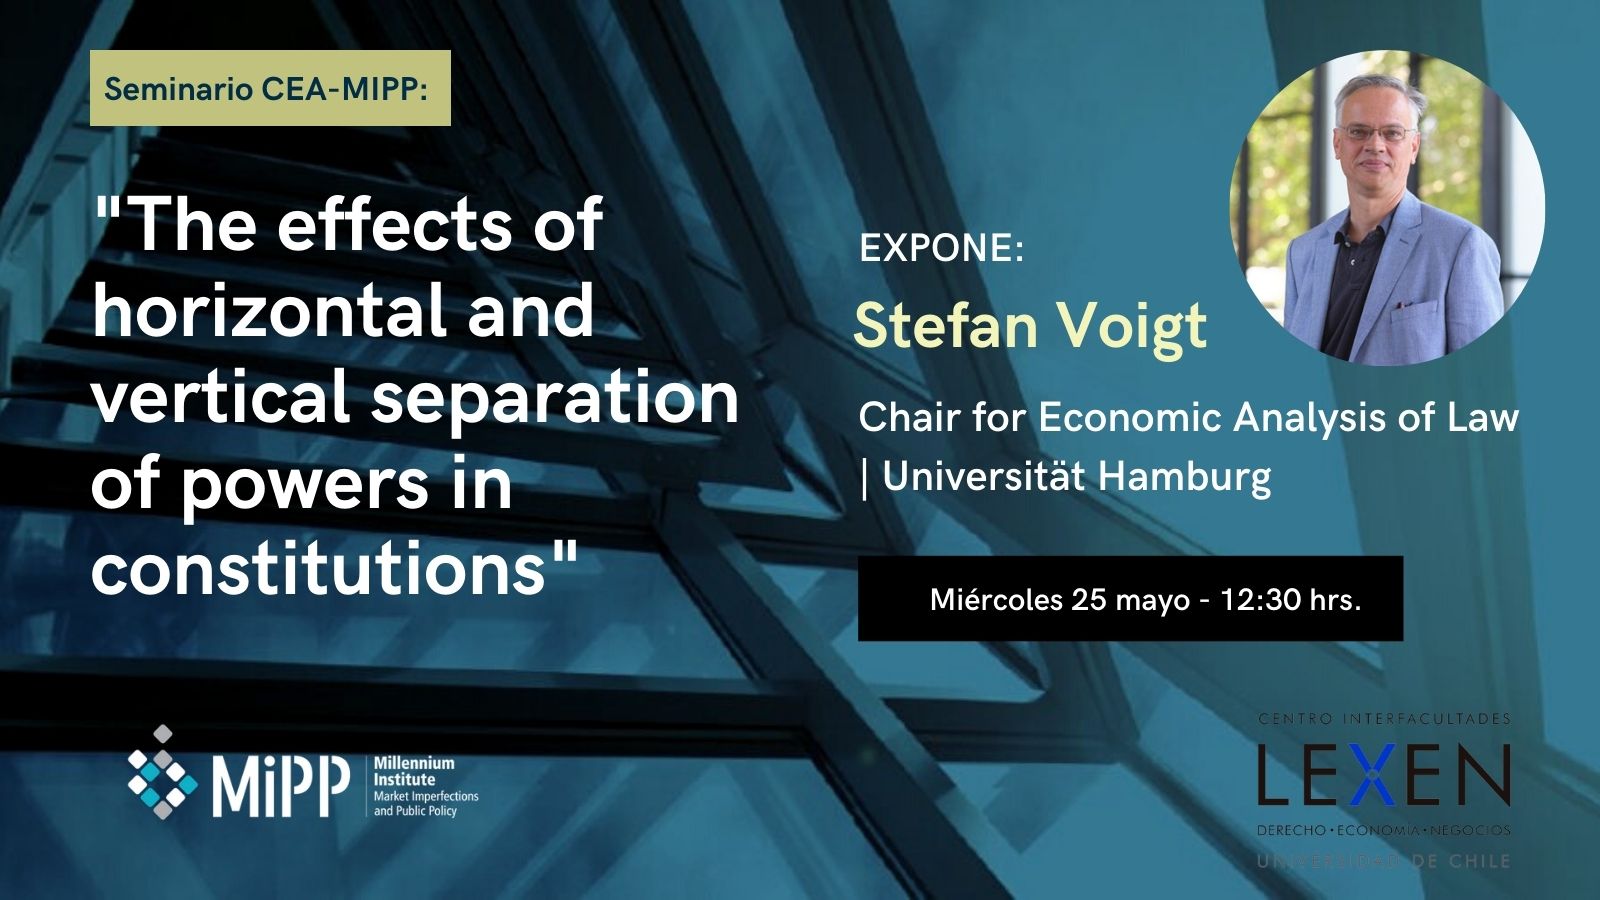 Seminario CEA-MIPP:
"The effects of
horizontal and
vertical separation
of powers in
constitutions"
EXPONE:
Stefan Voigt
Chair for Economic Analysis of Law
| Universität Hamburg
Miércoles 25 mayo - 12:30 hrs.
MiPP
Millennium
Institute
Market Imperfections
and Public Policy
CENTRO INTERFACULTADES
LEXEN
DERECHO•ECONOMÍA•NEGOCIOS
UNIVERSIDAD DE CHILE